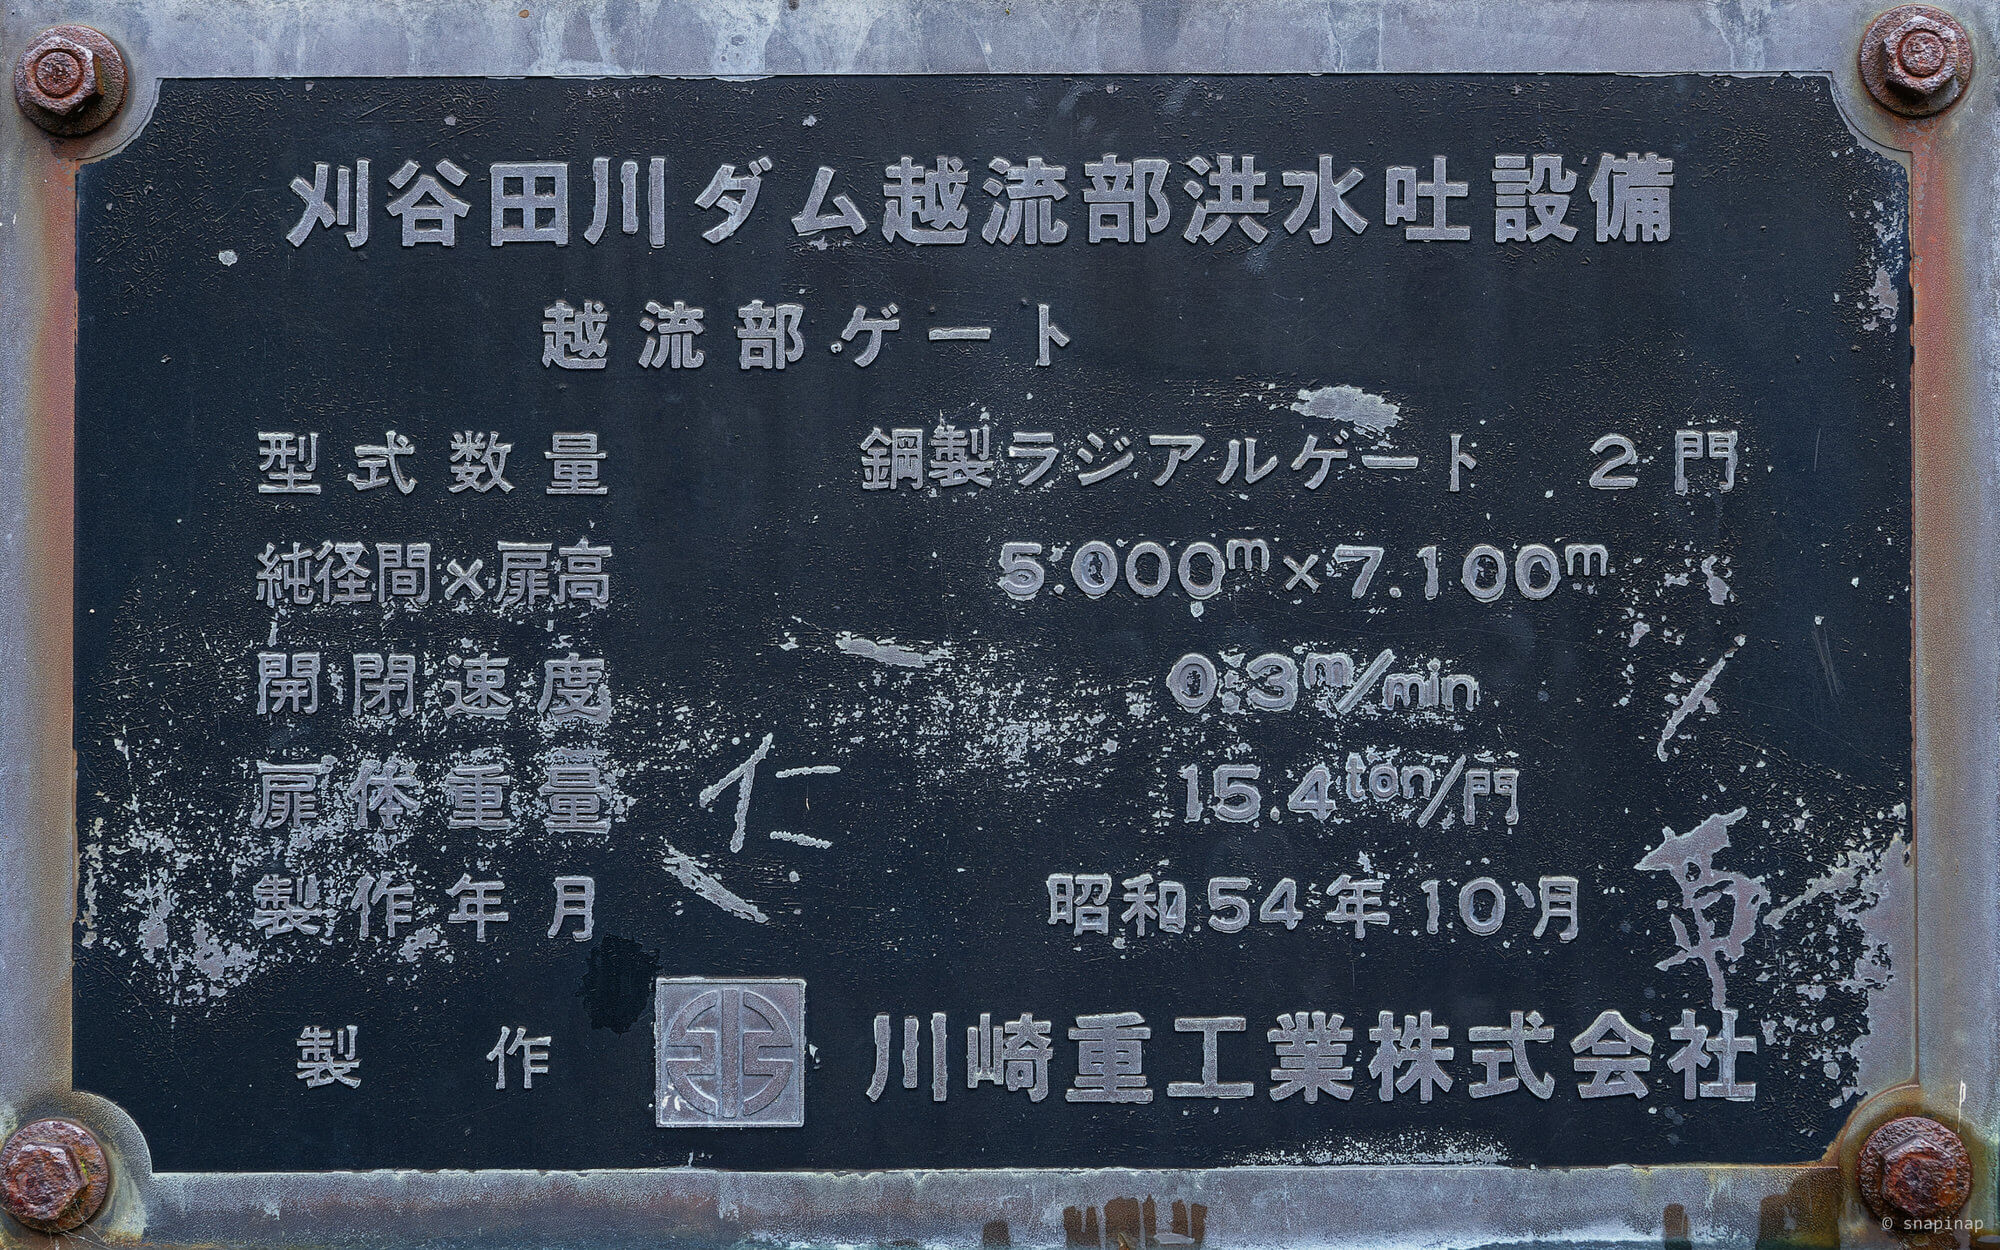 刈谷田川ダム越流部洪水吐設備
越流部ゲート
型式数量 鋼製ラジアルゲート 2門
純径間×扉高 5.000m×7.100m
開閉速度 0.3m/min
扉体重量 15.4ton/門
製作年月 昭和54年10月
製作 川崎重工業株式会社
© snapinap